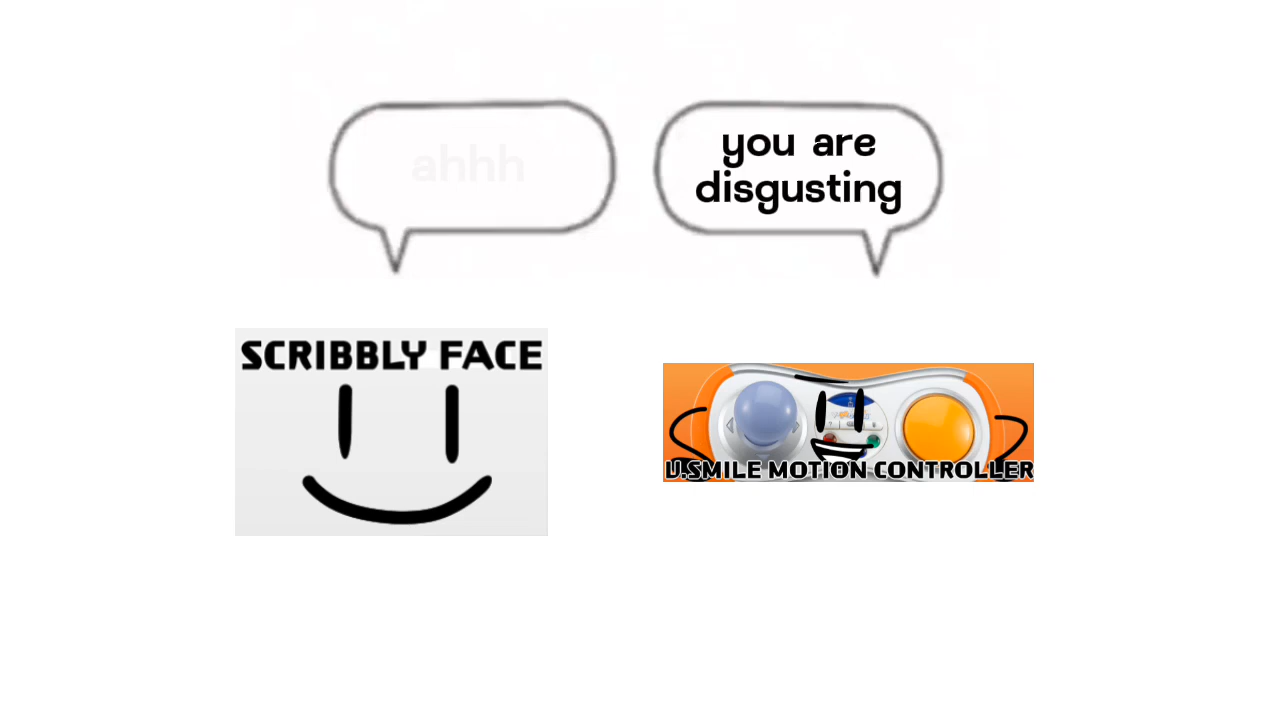 ahhh
you are
disgusting
SCRIBBLY FACE
U.SMILE MOTION CONTROLLER